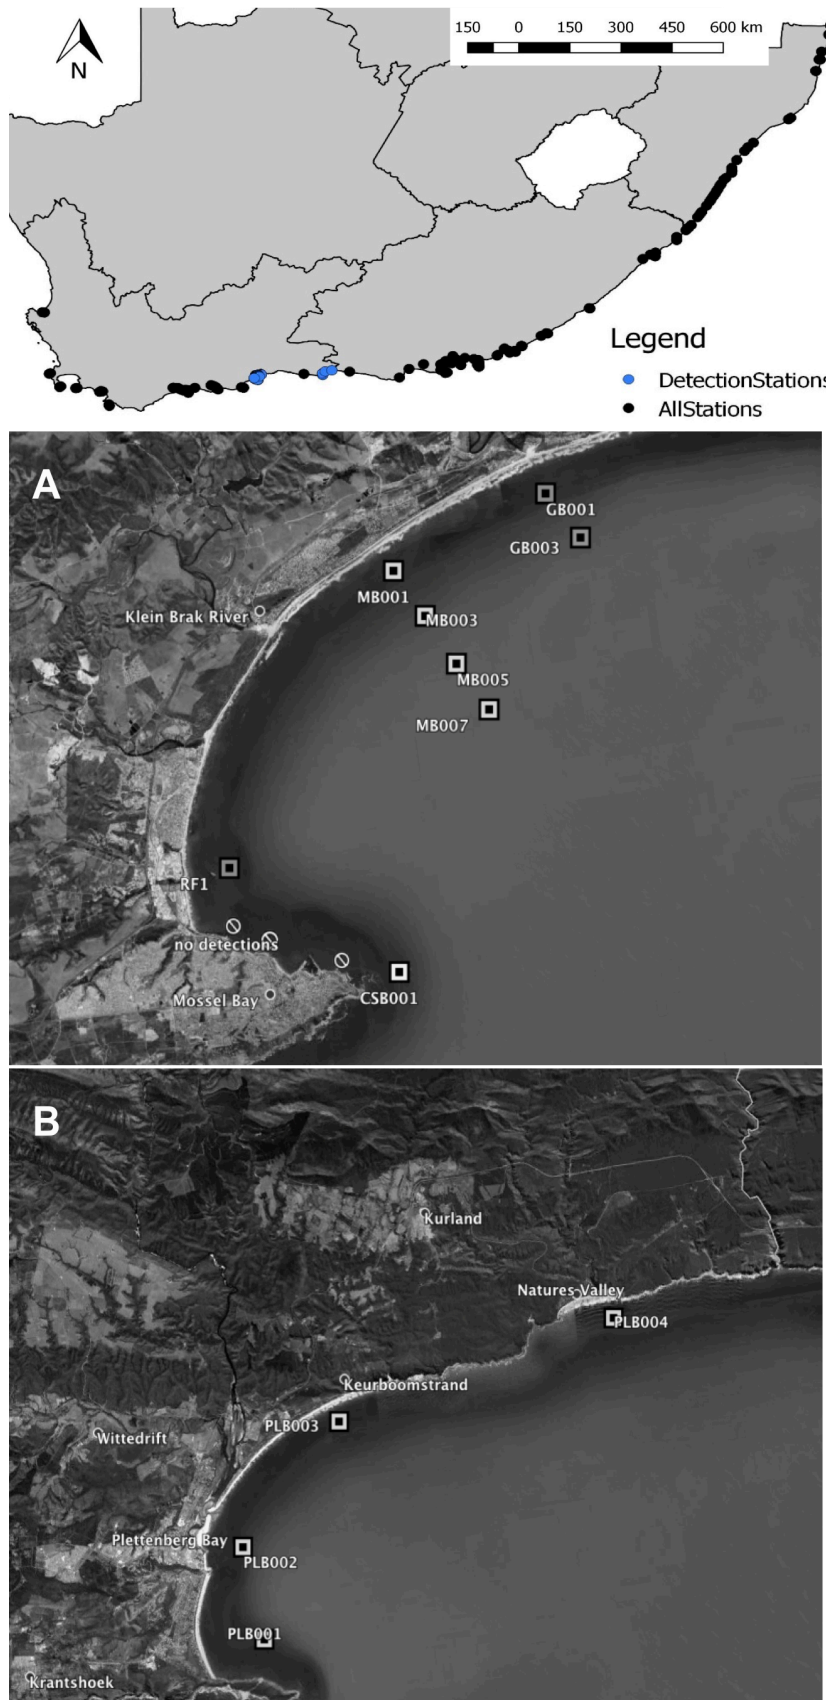 150 0 150 300 450 600 km
N
Legend
DetectionStations
AllStations
A
GB001
GB003
MB001
Klein Brak River
MB003
MB005
MB007
RF1
no detections
Mossel Bay
CSB001
B
Kurland
Natures Valley
PLB004
Keurboomstrand
PLB003
Wittedrift
Plettenberg Bay
PLB002
PLB001
Krantshoek